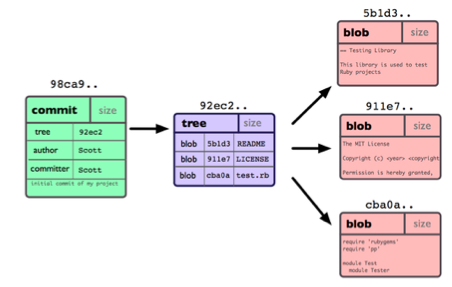 98ca9..
commit size
tree 92ec2
author Scott
committer Scott
initial commit of my project
92ec2..
tree size
blob 5b1d3 README
blob 911e7 LICENSE
blob cba0a test.rb
5b1d3..
blob size
== Testing Library
This library is used to test
Ruby projects
911e7..
blob size
The MIT License
Copyright (c) <year> <copyright
Permission is hereby granted,
cba0a..
blob size
require 'rubygems'
require 'pp'
module Test
module Tester